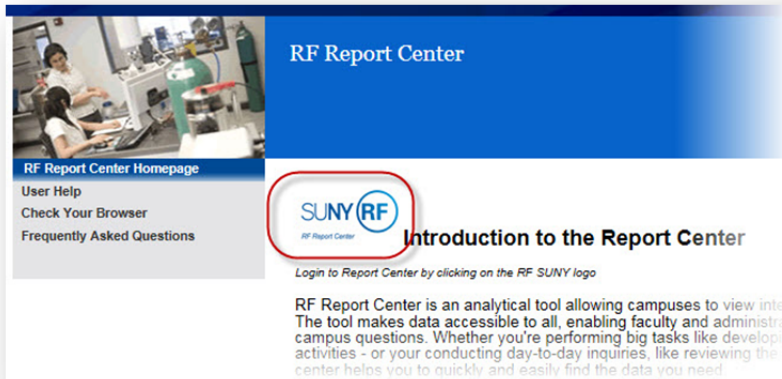 RF Report Center
RF Report Center Homepage
User Help
Check Your Browser
Frequently Asked Questions
SUNY RF
RF Report Center
Introduction to the Report Center
Login to Report Center by clicking on the RF SUNY logo
RF Report Center is an analytical tool allowing campuses to view
The tool makes data accessible to all, enabling faculty and
campus questions. Whether you're performing big tasks like
activities - or your conducting day-to-day inquiries, like reviewing the
center helps you to quickly and easily find the data you need